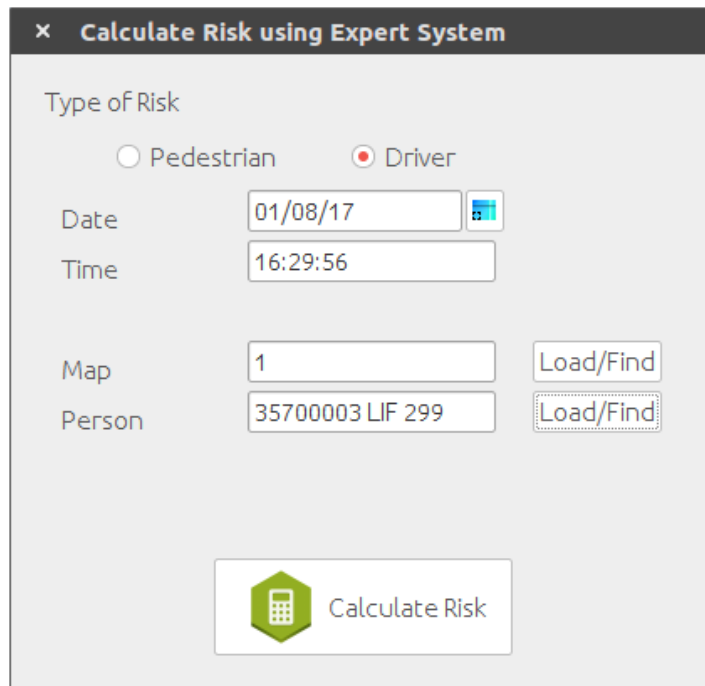 × Calculate Risk using Expert System
Type of Risk
Pedestrian Driver
Date 01/08/17
Time 16:29:56
Map 1 Load/Find
Person 35700003 LIF 299 Load/Find
Calculate Risk